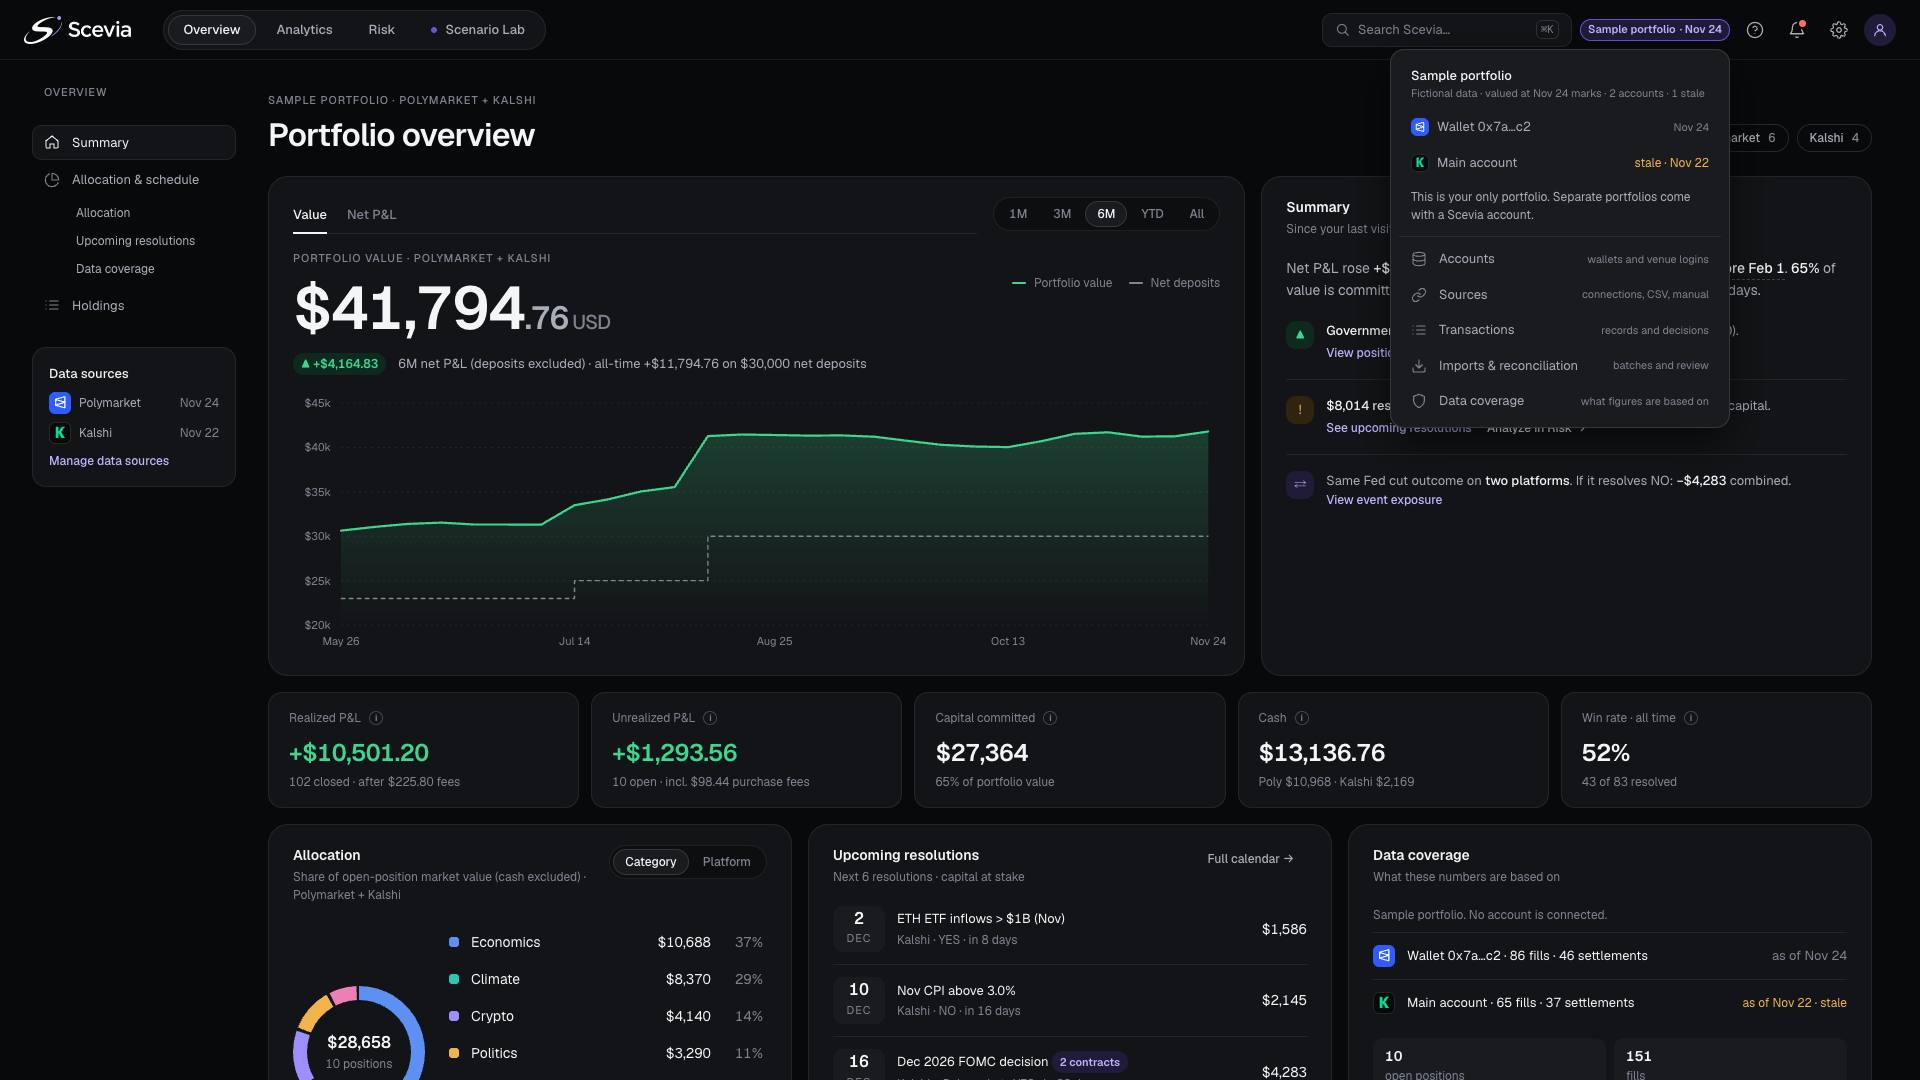 Scevia
Overview
Analytics
Risk
Scenario Lab
Search Scevia...
⌘K
Sample portfolio · Nov 24
OVERVIEW
Summary
Allocation & schedule
Allocation
Upcoming resolutions
Data coverage
Holdings
Data sources
Polymarket Nov 24
Kalshi Nov 22
Manage data sources
SAMPLE PORTFOLIO · POLYMARKET + KALSHI
Portfolio overview
arket 6
Kalshi 4
Sample portfolio
Fictional data · valued at Nov 24 marks · 2 accounts · 1 stale
Wallet 0x7a...c2 Nov 24
Main account stale · Nov 22
This is your only portfolio. Separate portfolios come
with a Scevia account.
Accounts wallets and venue logins
Sources connections, CSV, manual
Transactions records and decisions
Imports & reconciliation batches and review
Data coverage what figures are based on
Value
Net P&L
1M 3M 6M YTD All
PORTFOLIO VALUE · POLYMARKET + KALSHI
$41,794.76 USD
Portfolio value
Net deposits
▲ +$4,164.83 6M net P&L (deposits excluded) · all-time +$11,794.76 on $30,000 net deposits
$45k
$40k
$35k
$30k
$25k
$20k
May 26 Jul 14 Aug 25 Oct 13 Nov 24
Summary
Since your last visi
Net P&L rose +$ re Feb 1. 65% of
value is committ days.
Governmen ).
View positi
$8,014 res capital.
See upcoming resolutions Analyze in Risk
Same Fed cut outcome on two platforms. If it resolves NO: −$4,283 combined.
View event exposure
Realized P&L
+$10,501.20
102 closed · after $225.80 fees
Unrealized P&L
+$1,293.56
10 open · incl. $98.44 purchase fees
Capital committed
$27,364
65% of portfolio value
Cash
$13,136.76
Poly $10,968 · Kalshi $2,169
Win rate · all time
52%
43 of 83 resolved
Allocation
Category
Platform
Share of open-position market value (cash excluded) ·
Polymarket + Kalshi
Economics $10,688 37%
Climate $8,370 29%
Crypto $4,140 14%
Politics $3,290 11%
$28,658
10 positions
Upcoming resolutions
Full calendar →
Next 6 resolutions · capital at stake
2 DEC
ETH ETF inflows > $1B (Nov)
Kalshi · YES · in 8 days
$1,586
10 DEC
Nov CPI above 3.0%
Kalshi · NO · in 16 days
$2,145
16
Dec 2026 FOMC decision 2 contracts
$4,283
Data coverage
What these numbers are based on
Sample portfolio. No account is connected.
Wallet 0x7a...c2 · 86 fills · 46 settlements as of Nov 24
Main account · 65 fills · 37 settlements as of Nov 22 · stale
10
open positions
151
fills